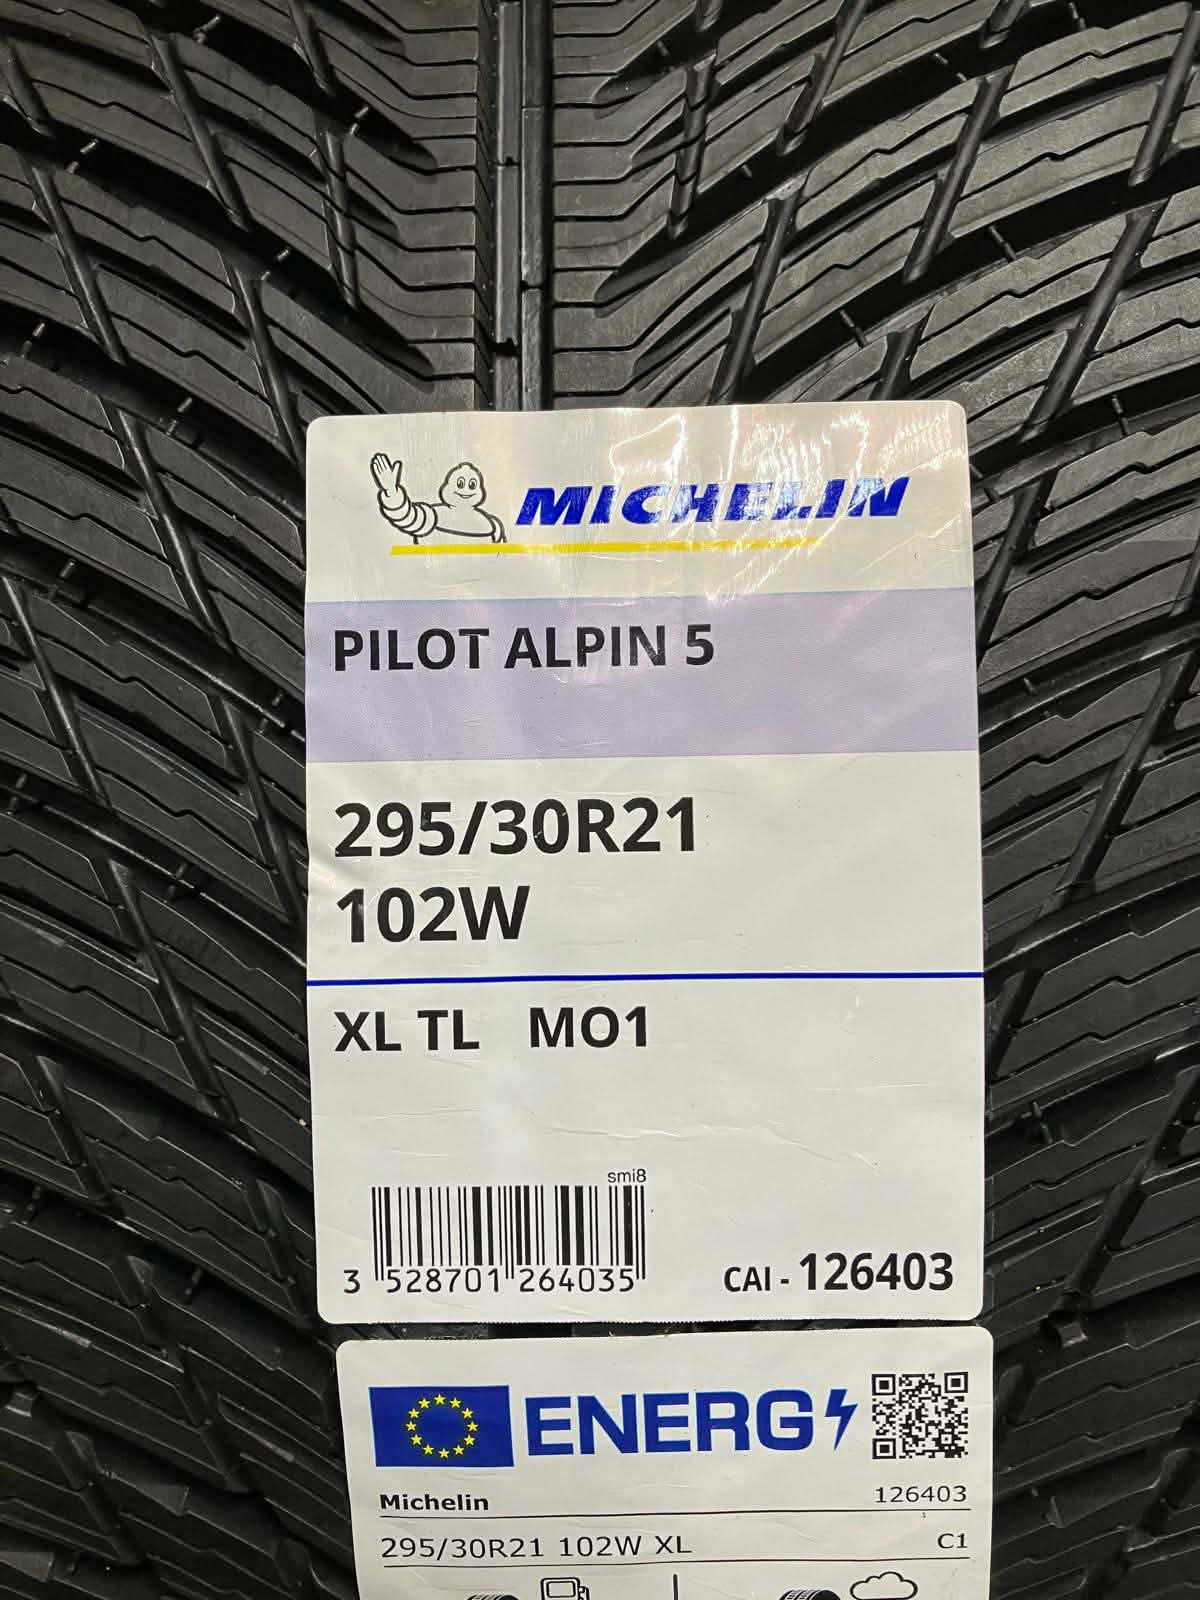 MICHELIN
PILOT ALPIN 5
295/30R21
102W
XL TL MO1
smi8
3 528701 264035
CAI - 126403
ENERG
Michelin 126403
295/30R21 102W XL C1